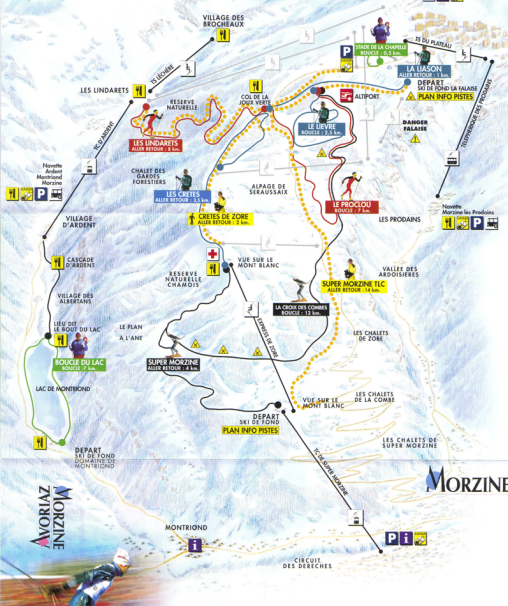 VILLAGE DES
BROCHEAUX
P
STADE DE LA CHAPELLE
BOUCLE : 0,5 km.
TS DU PLATEAU
LA LIASON
ALLER RETOUR : 1 km.
DEPART
SKI DE FOND LA FALAISE
PLAN INFO PISTES
TS LÉCHÈRE
LES LINDARETS
RESERVE
NATURELLE
COL DE LA
JOUX VERTE
ALTIPORT
LE LIEVRE
BOUCLE : 2,5 km.
DANGER
FALAISE
TELEPHERIQUE DES PRODAINS
TC D'ARDENT
LES LINDARETS
ALLER RETOUR : 8 km.
Navette
Ardent
Montriond
Morzine
P
CHALET DES
GARDES
FORESTIERS
LES CRETES
ALLER RETOUR : 3,5 km.
ALPAGE DE
SERAUSSAIX
LE PROCLOU
BOUCLE : 7 km.
CRETES DE ZORE
ALLER RETOUR : 3 km.
LES PRODAINS
Navette
Morzine les Prodains
P
VILLAGE
D'ARDENT
CASCADE
D'ARDENT
VUE SUR LE
MONT BLANC
RESERVE
NATURELLE
CHAMOIS
VALLEE DES
ARDOISIERES
SUPER MORZINE TLC
ALLER RETOUR : 14 km.
VILLAGE DES
ALBERTANS
LA CROIX DES COMBES
BOUCLE : 12 km.
LIEU DIT
LE BOUT DU LAC
LE PLAN
A L'ANE
EXPRESS DE ZORE
LES CHALETS
DE ZORE
BOUCLE DU LAC
BOUCLE : 7 km.
SUPER MORZINE
ALLER RETOUR : 4 km.
LAC DE MONTRIOND
VUE SUR LE
MONT BLANC
LES CHALETS
DE LA COMBE
DEPART
SKI DE FOND
PLAN INFO PISTES
LES CHALETS DE
SUPER MORZINE
DEPART
SKI DE FOND
DOMAINE DE
MONTRIOND
TC DE SUPER MORZINE
MORZINE
MORZINE
AVORIAZ
MONTRIOND
i
P i
CIRCUIT
DES DERECHES